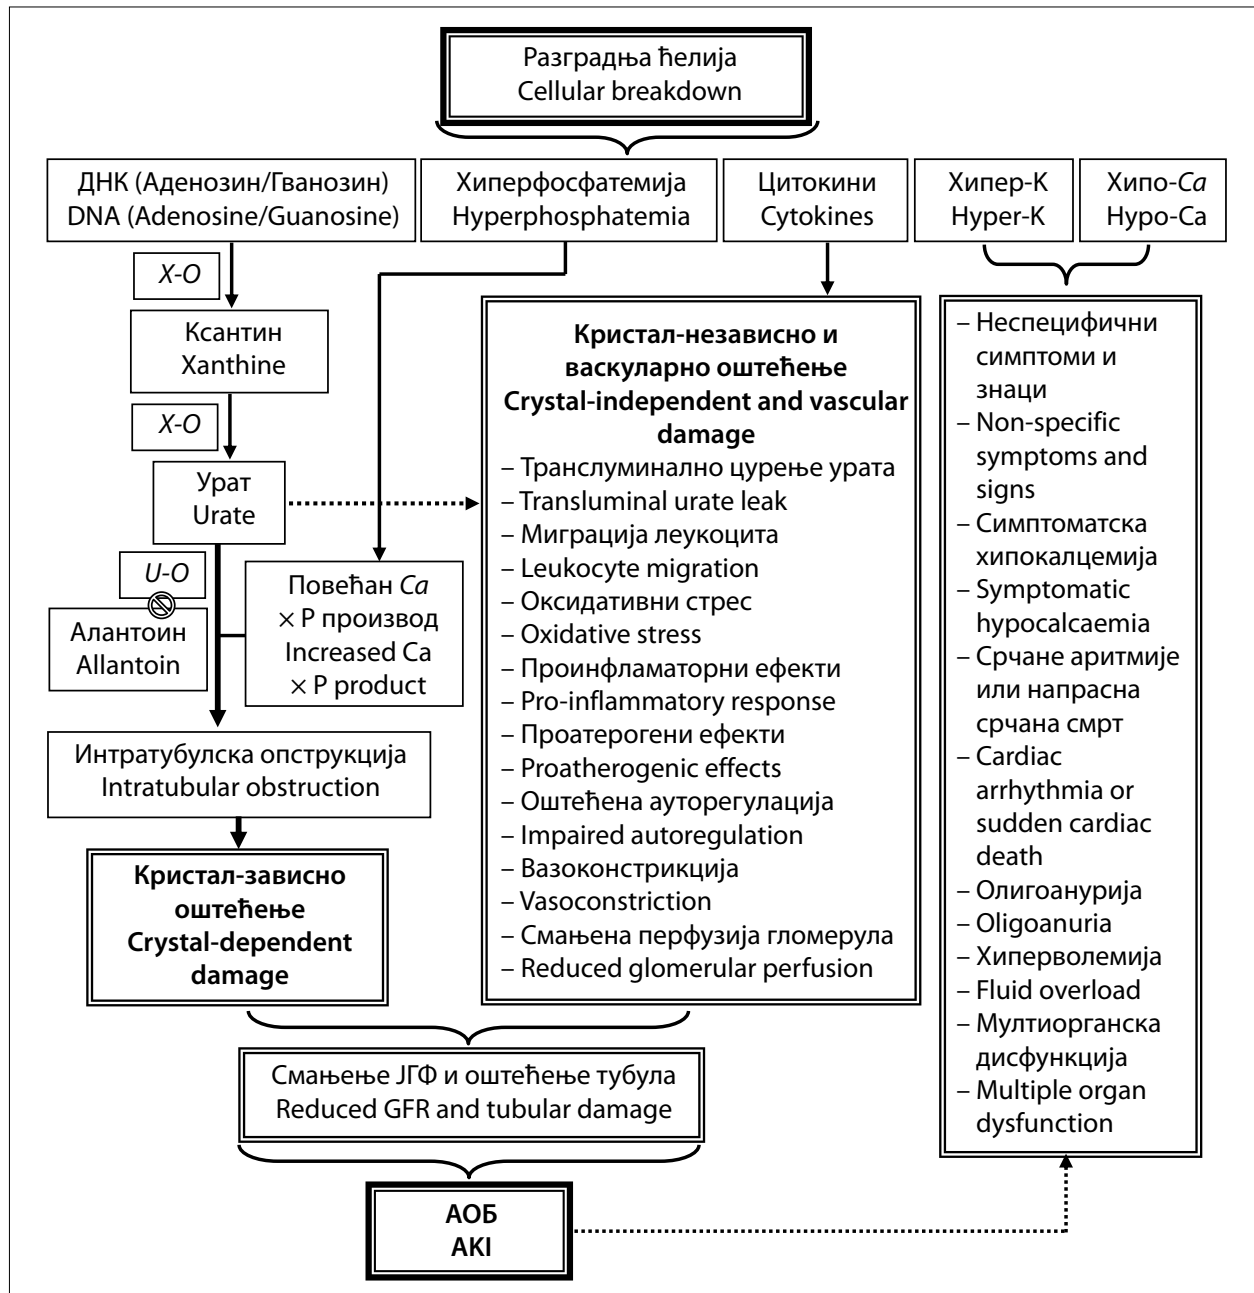 Разградња ћелија
Cellular breakdown
ДНК (Аденозин/Гванозин)
DNA (Adenosine/Guanosine)
Хиперфосфатемија
Hyperphosphatemia
Цитокини
Cytokines
Хипер-К
Hyper-K
Хипо-Ca
Hypo-Ca
X-O
Ксантин
Xanthine
X-O
Урат
Urate
U-O
Алантоин
Allantoin
Повећан Ca
× P производ
Increased Ca
× P product
Интратубулска опструкција
Intratubular obstruction
Кристал-зависно
оштећење
Crystal-dependent
damage
Кристал-независно и
васкуларно оштећење
Crystal-independent and vascular
damage
– Транслуминално цурење урата
– Transluminal urate leak
– Миграција леукоцита
– Leukocyte migration
– Оксидативни стрес
– Oxidative stress
– Проинфламаторни ефекти
– Pro-inflammatory response
– Проатерогени ефекти
– Proatherogenic effects
– Оштећена ауторегулација
– Impaired autoregulation
– Вазоконстрикција
– Vasoconstriction
– Смањена перфузија гломерула
– Reduced glomerular perfusion
– Неспецифични
симптоми и
знаци
– Non-specific
symptoms and
signs
– Симптоматска
хипокалцемија
– Symptomatic
hypocalcaemia
– Срчане аритмије
или напрасна
срчана смрт
– Cardiac
arrhythmia or
sudden cardiac
death
– Олигоанурија
– Oligoanuria
– Хиперволемија
– Fluid overload
– Мултиорганска
дисфункција
– Multiple organ
dysfunction
Смањење ЈГФ и оштећење тубула
Reduced GFR and tubular damage
АОБ
AKI